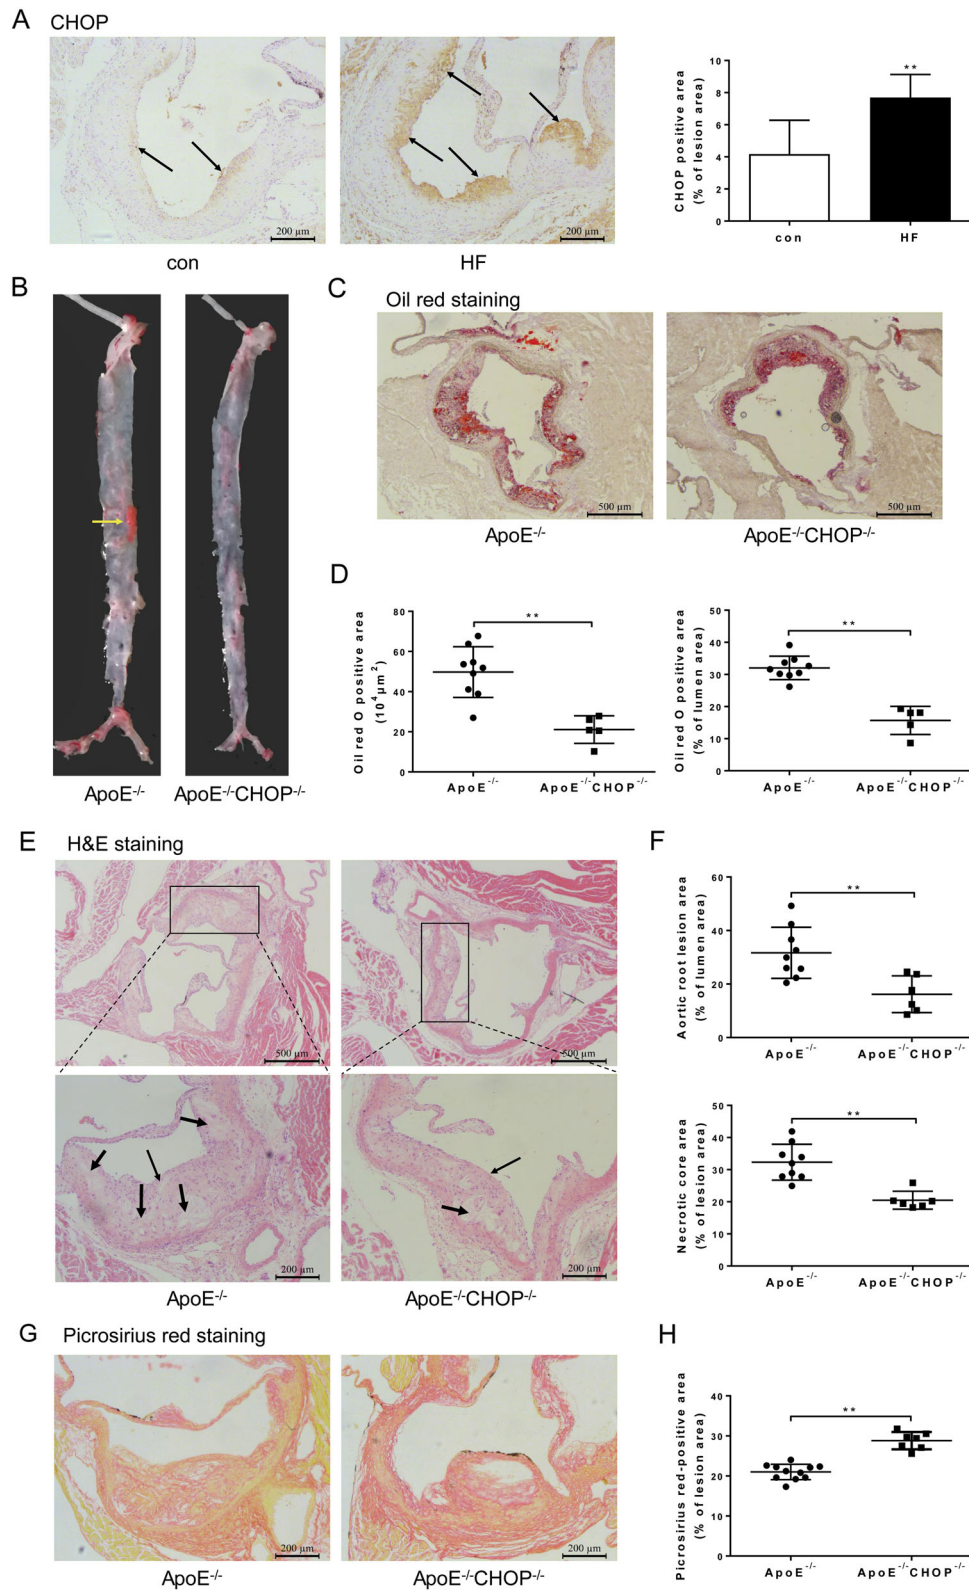 A
CHOP
200 µm
200 µm
con
HF
CHOP positive area
(% of lesion area)
10
8
6
4
2
0
**
con
HF
B
ApoE-/-
ApoE-/-CHOP-/-
C
Oil red staining
500 µm
500 µm
ApoE-/-
ApoE-/-CHOP-/-
D
Oil red O positive area
(10⁴µm²)
80
60
40
20
0
**
ApoE-/-
ApoE-/-CHOP-/-
Oil red O positive area
(% of lumen area)
50
40
30
20
10
0
**
ApoE-/-
ApoE-/-CHOP-/-
E
H&E staining
500 µm
500 µm
200 µm
200 µm
ApoE-/-
ApoE-/-CHOP-/-
F
Aortic root lesion area
(% of lumen area)
60
40
20
0
**
ApoE-/-
ApoE-/-CHOP-/-
Necrotic core area
(% of lesion area)
50
40
30
20
10
0
**
ApoE-/-
ApoE-/-CHOP-/-
G
Picrosirius red staining
200 µm
200 µm
ApoE-/-
ApoE-/-CHOP-/-
H
Picrosirius red-positive area
(% of lesion area)
40
30
20
10
0
**
ApoE-/-
ApoE-/-CHOP-/-